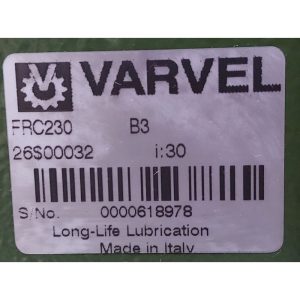 VARVEL
FRC230 B3
26S00032 i:30
S/No. 0000618978
Long-Life Lubrication
Made in Italy